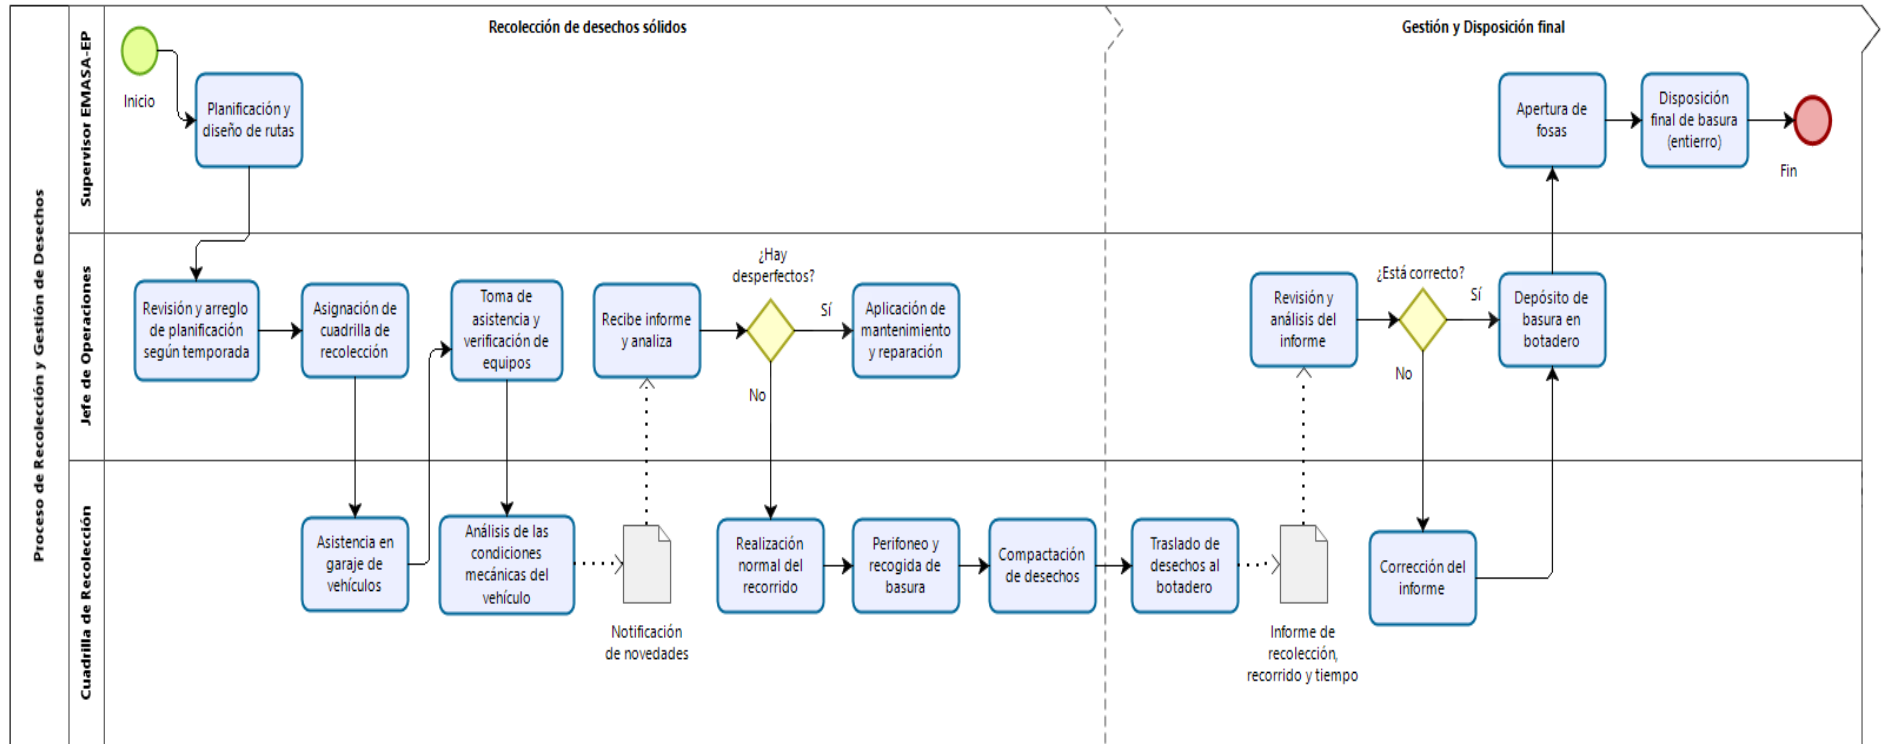 Proceso de Recolección y Gestión de Desechos
Recolección de desechos sólidos
Gestión y Disposición final
Supervisor EMASA-EP
Inicio
Planificación y
diseño de rutas
Apertura de
fosas
Disposición
final de basura
(entierro)
Fin
Jefe de Operaciones
Revisión y arreglo
de planificación
según temporada
Asignación de
cuadrilla de
recolección
Toma de
asistencia y
verificación de
equipos
Recibe informe
y analiza
¿Hay
desperfectos?
Sí
No
Aplicación de
mantenimiento
y reparación
Revisión y
análisis del
informe
¿Está correcto?
Sí
No
Depósito de
basura en
botadero
Cuadrilla de Recolección
Asistencia en
garaje de
vehículos
Análisis de las
condiciones
mecánicas del
vehículo
Notificación
de novedades
Realización
normal del
recorrido
Perifoneo y
recogida de
basura
Compactación
de desechos
Traslado de
desechos al
botadero
Informe de
recolección,
recorrido y tiempo
Corrección del
informe